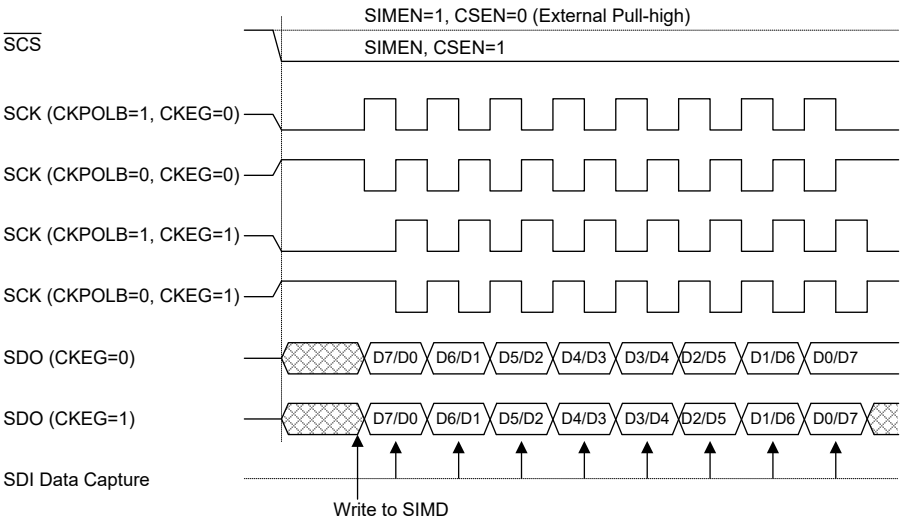 SIMEN=1, CSEN=0 (External Pull-high)
SCS
SIMEN, CSEN=1
SCK (CKPOLB=1, CKEG=0)
SCK (CKPOLB=0, CKEG=0)
SCK (CKPOLB=1, CKEG=1)
SCK (CKPOLB=0, CKEG=1)
SDO (CKEG=0) D7/D0 D6/D1 D5/D2 D4/D3 D3/D4 D2/D5 D1/D6 D0/D7
SDO (CKEG=1) D7/D0 D6/D1 D5/D2 D4/D3 D3/D4 D2/D5 D1/D6 D0/D7
SDI Data Capture
Write to SIMD